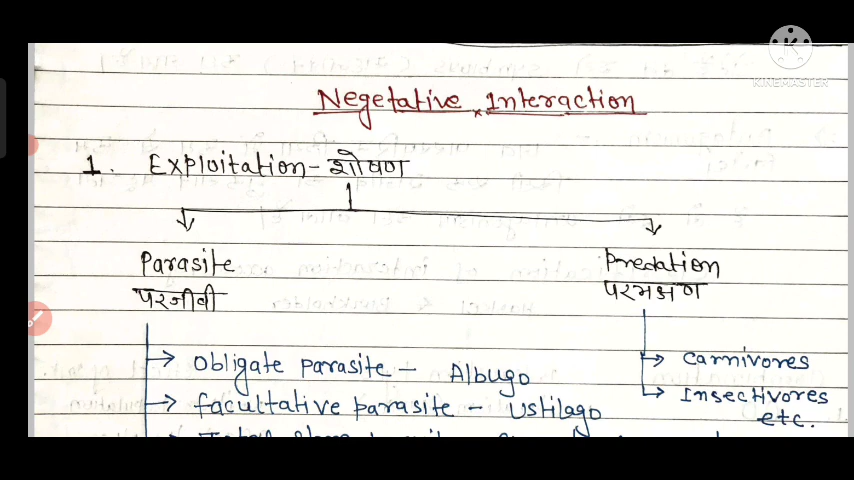 KINEMASTER
Negetative Interaction
1. Exploitation - शोषण
Parasite
परजीवी
Predation
परभक्षण
→ Obligate parasite - Albugo
→ facultative parasite - Ustilago
→ Carnivores
→ Insectivores
etc.